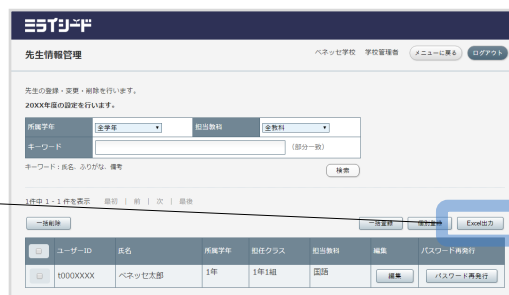 ミライシード
先生情報管理
ベネッセ学校 学校管理者 メニューに戻る ログアウト
先生の登録・変更・削除を行います。
20XX年度の設定を行います。
所属学年 全学年 ▼ 担当教科 全教科 ▼
キーワード (部分一致)
キーワード:氏名、ふりがな、備考
検索
1件中 1 - 1 件を表示 最初 | 前 | 次 | 最後
一括削除 一括登録 個別登録 Excel出力
ユーザーID 氏名 所属学年 担任クラス 担当教科 編集 パスワード再発行
t000XXXX ベネッセ太郎 1年 1年1組 国語 編集 パスワード再発行